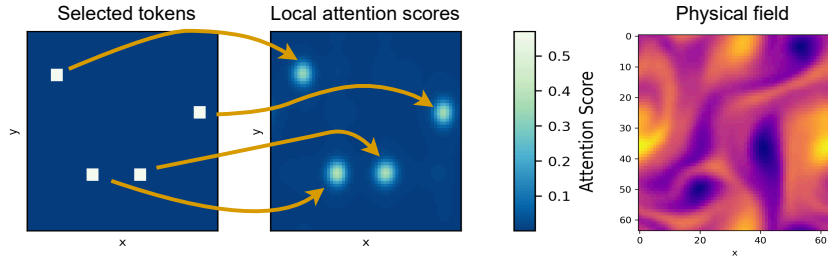 Selected tokens
Local attention scores
Physical field
y
x
y
x
0.5
0.4
0.3
0.2
0.1
Attention Score
0
10
20
30
40
50
60
0
20
40
60
x